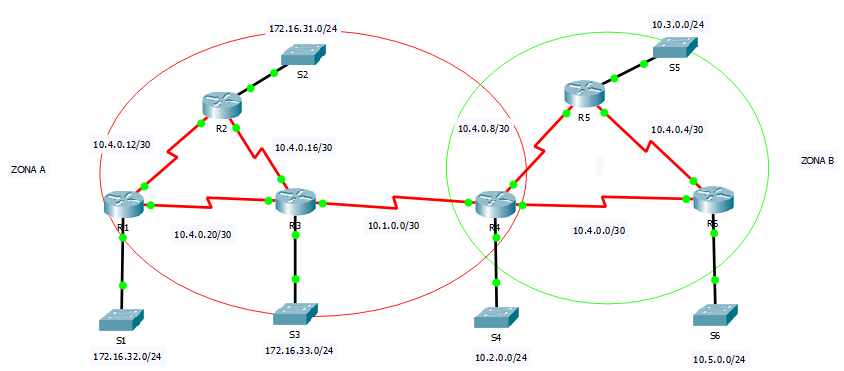 172.16.31.0/24
S2
10.3.0.0/24
S5
R2
R5
10.4.0.12/30
10.4.0.16/30
10.4.0.8/30
10.4.0.4/30
ZONA A
ZONA B
R1
R3
R4
R6
10.4.0.20/30
10.1.0.0/30
10.4.0.0/30
S1
172.16.32.0/24
S3
172.16.33.0/24
S4
10.2.0.0/24
S6
10.5.0.0/24